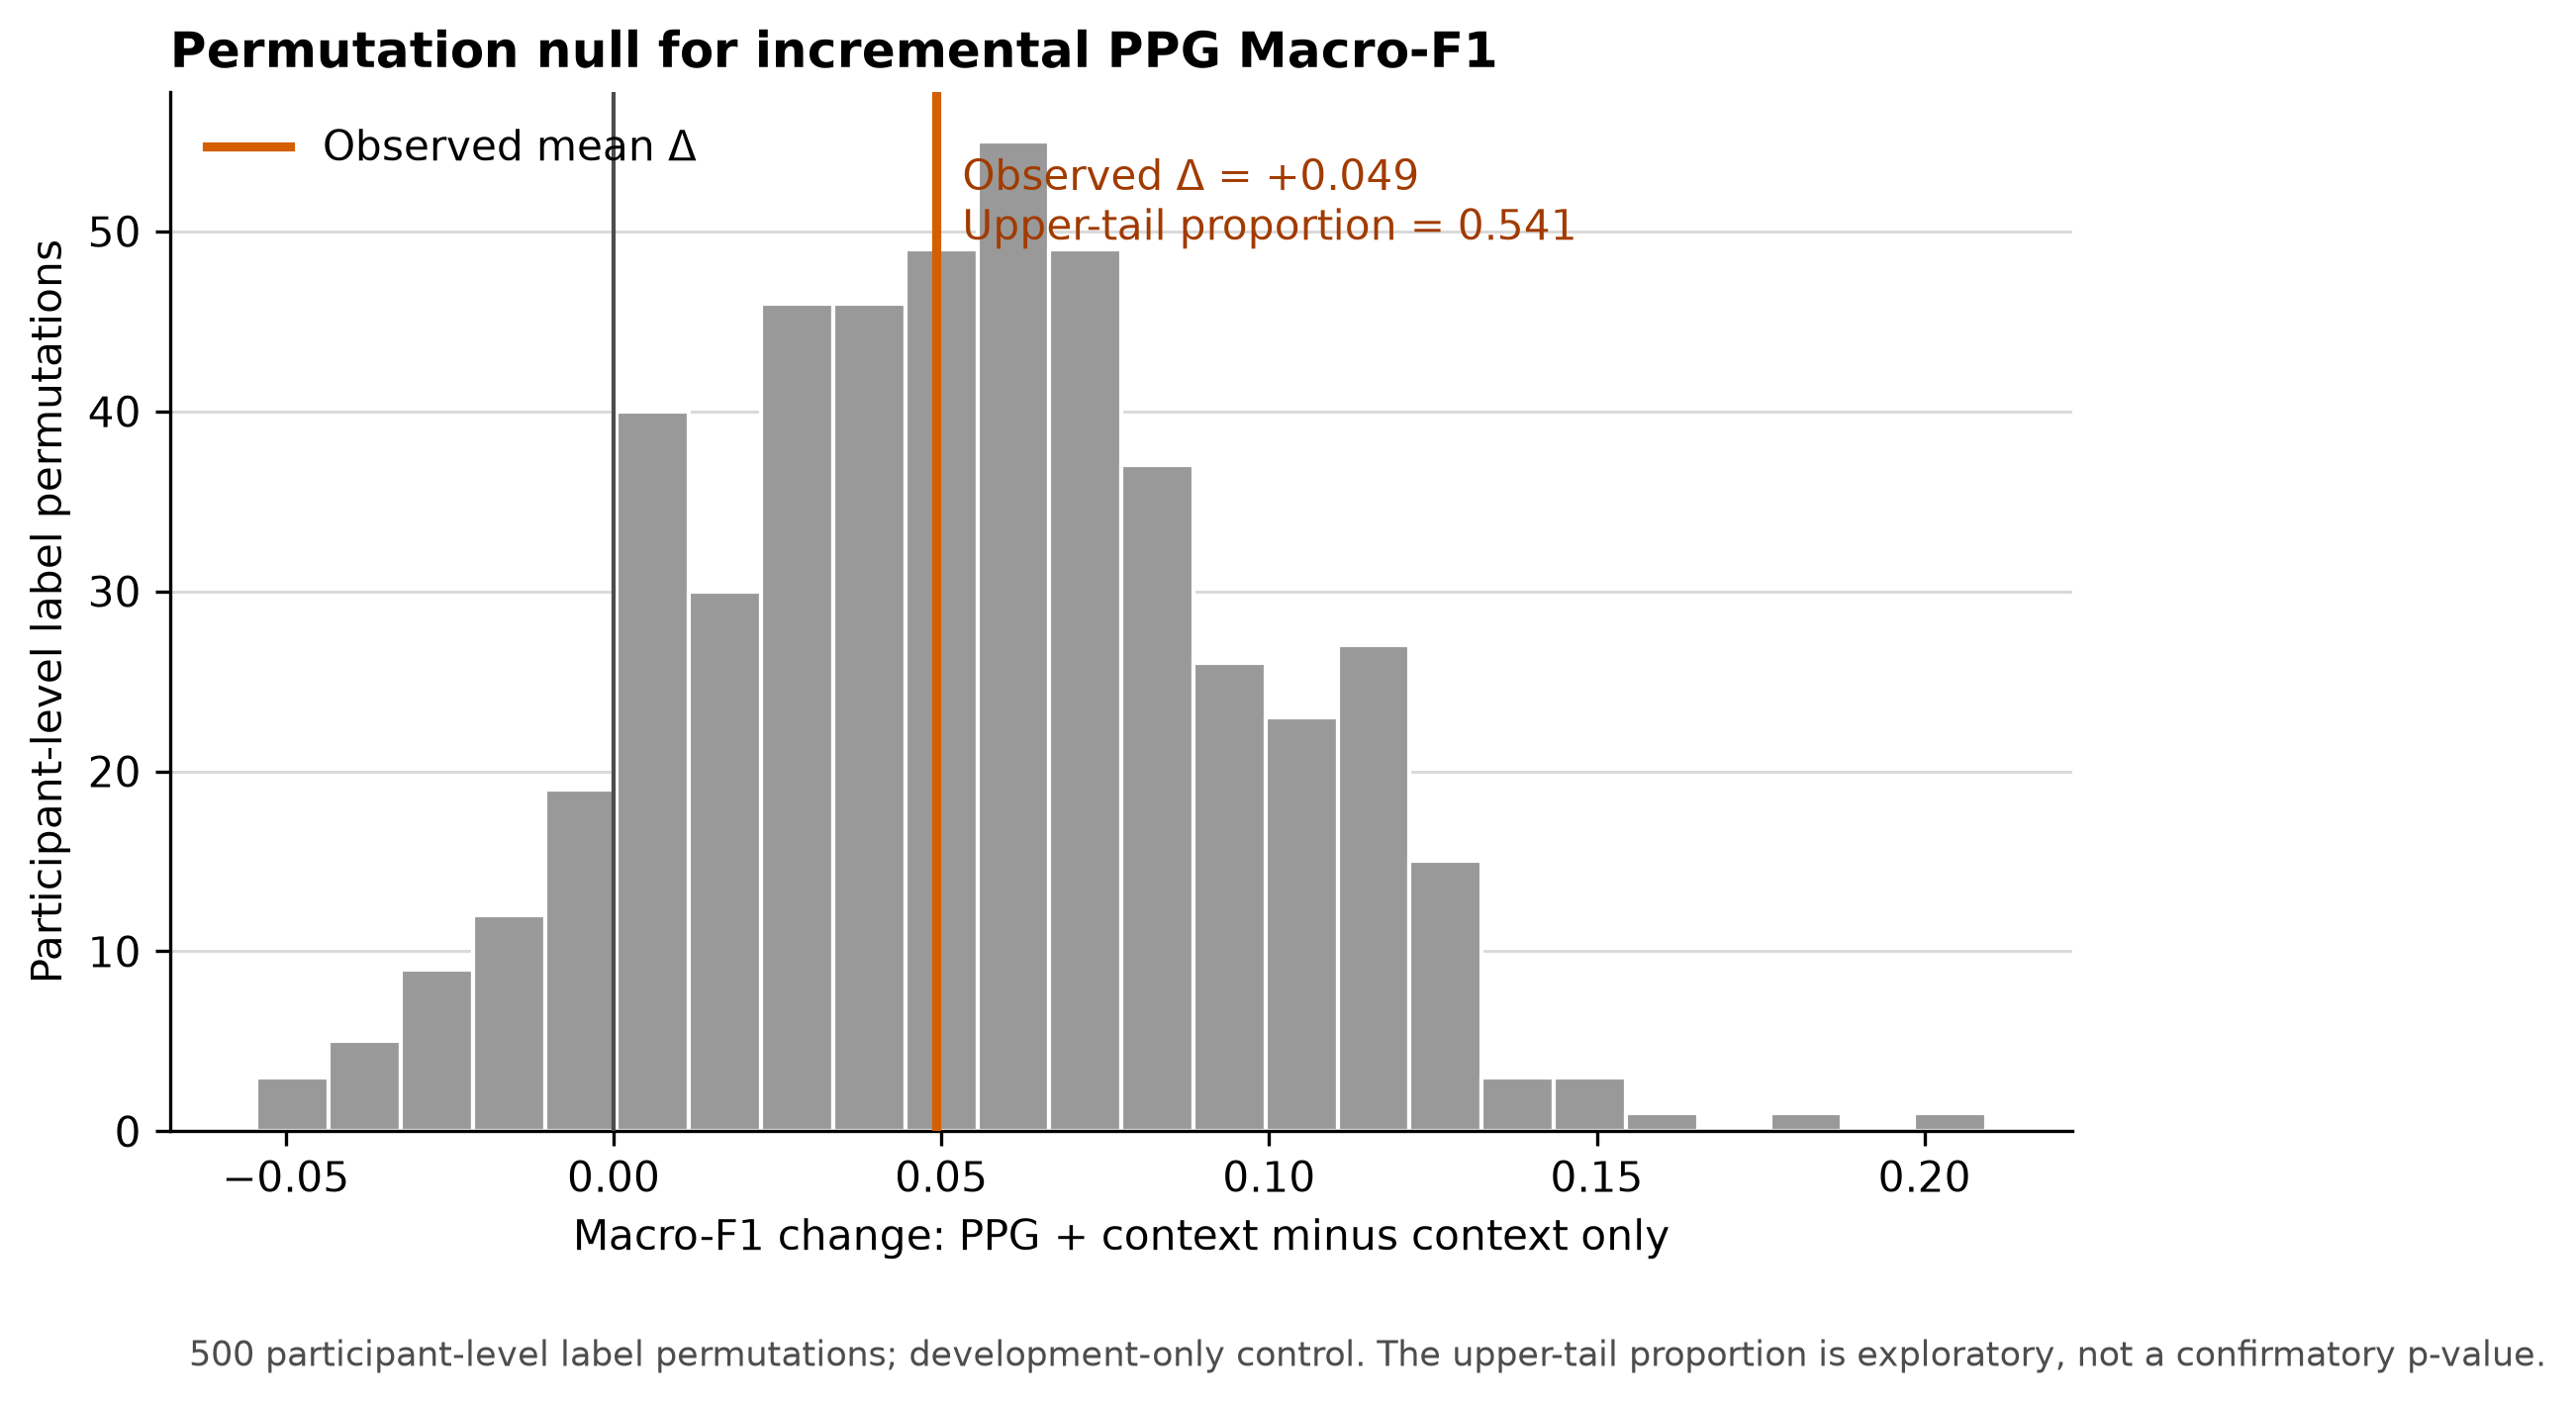 Permutation null for incremental PPG Macro-F1
Observed mean Δ
Observed Δ = +0.049
Upper-tail proportion = 0.541
Participant-level label permutations
50
40
30
20
10
0
−0.05 0.00 0.05 0.10 0.15 0.20
Macro-F1 change: PPG + context minus context only
500 participant-level label permutations; development-only control. The upper-tail proportion is exploratory, not a confirmatory p-value.